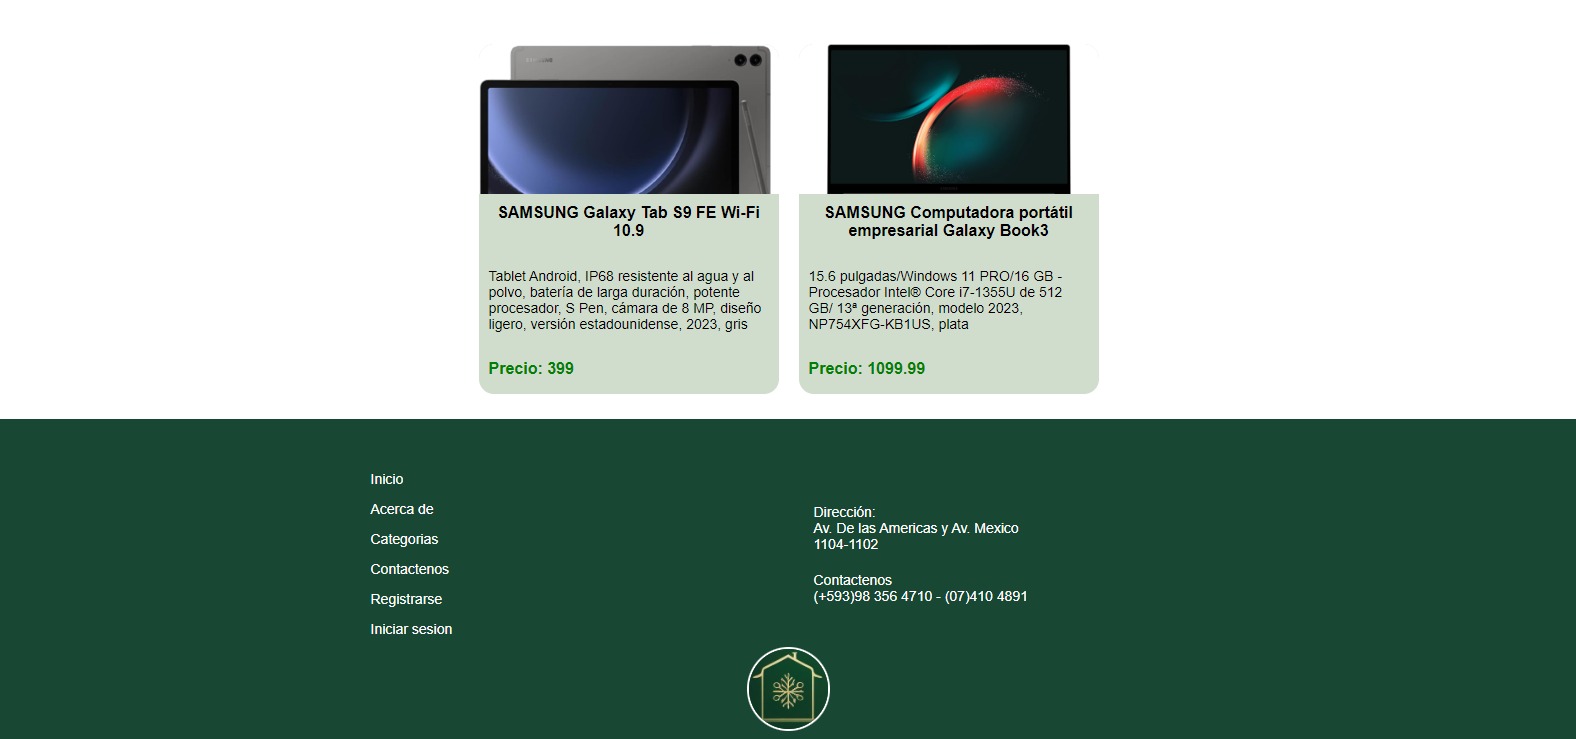 SAMSUNG Galaxy Tab S9 FE Wi-Fi
10.9
Tablet Android, IP68 resistente al agua y al
polvo, batería de larga duración, potente
procesador, S Pen, cámara de 8 MP, diseño
ligero, versión estadounidense, 2023, gris
Precio: 399
SAMSUNG Computadora portátil
empresarial Galaxy Book3
15.6 pulgadas/Windows 11 PRO/16 GB -
Procesador Intel® Core i7-1355U de 512
GB/ 13ª generación, modelo 2023,
NP754XFG-KB1US, plata
Precio: 1099.99
Inicio
Acerca de
Categorias
Contactenos
Registrarse
Iniciar sesion
Dirección:
Av. De las Americas y Av. Mexico
1104-1102
Contactenos
(+593)98 356 4710 - (07)410 4891